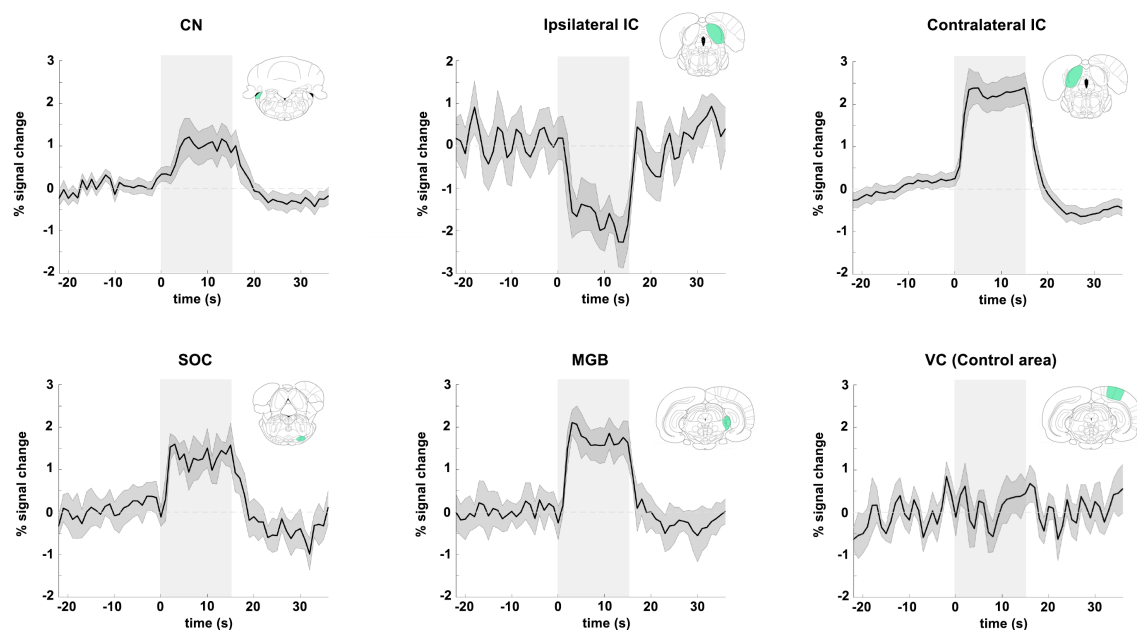 CN
3
2
1
0
-1
-2
% signal change
-20 -10 0 10 20 30
time (s)
Ipsilateral IC
2
1
0
-1
-2
-3
% signal change
-20 -10 0 10 20 30
time (s)
Contralateral IC
3
2
1
0
-1
-2
% signal change
-20 -10 0 10 20 30
time (s)
SOC
3
2
1
0
-1
-2
% signal change
-20 -10 0 10 20 30
time (s)
MGB
3
2
1
0
-1
-2
% signal change
-20 -10 0 10 20 30
time (s)
VC (Control area)
3
2
1
0
-1
-2
% signal change
-20 -10 0 10 20 30
time (s)